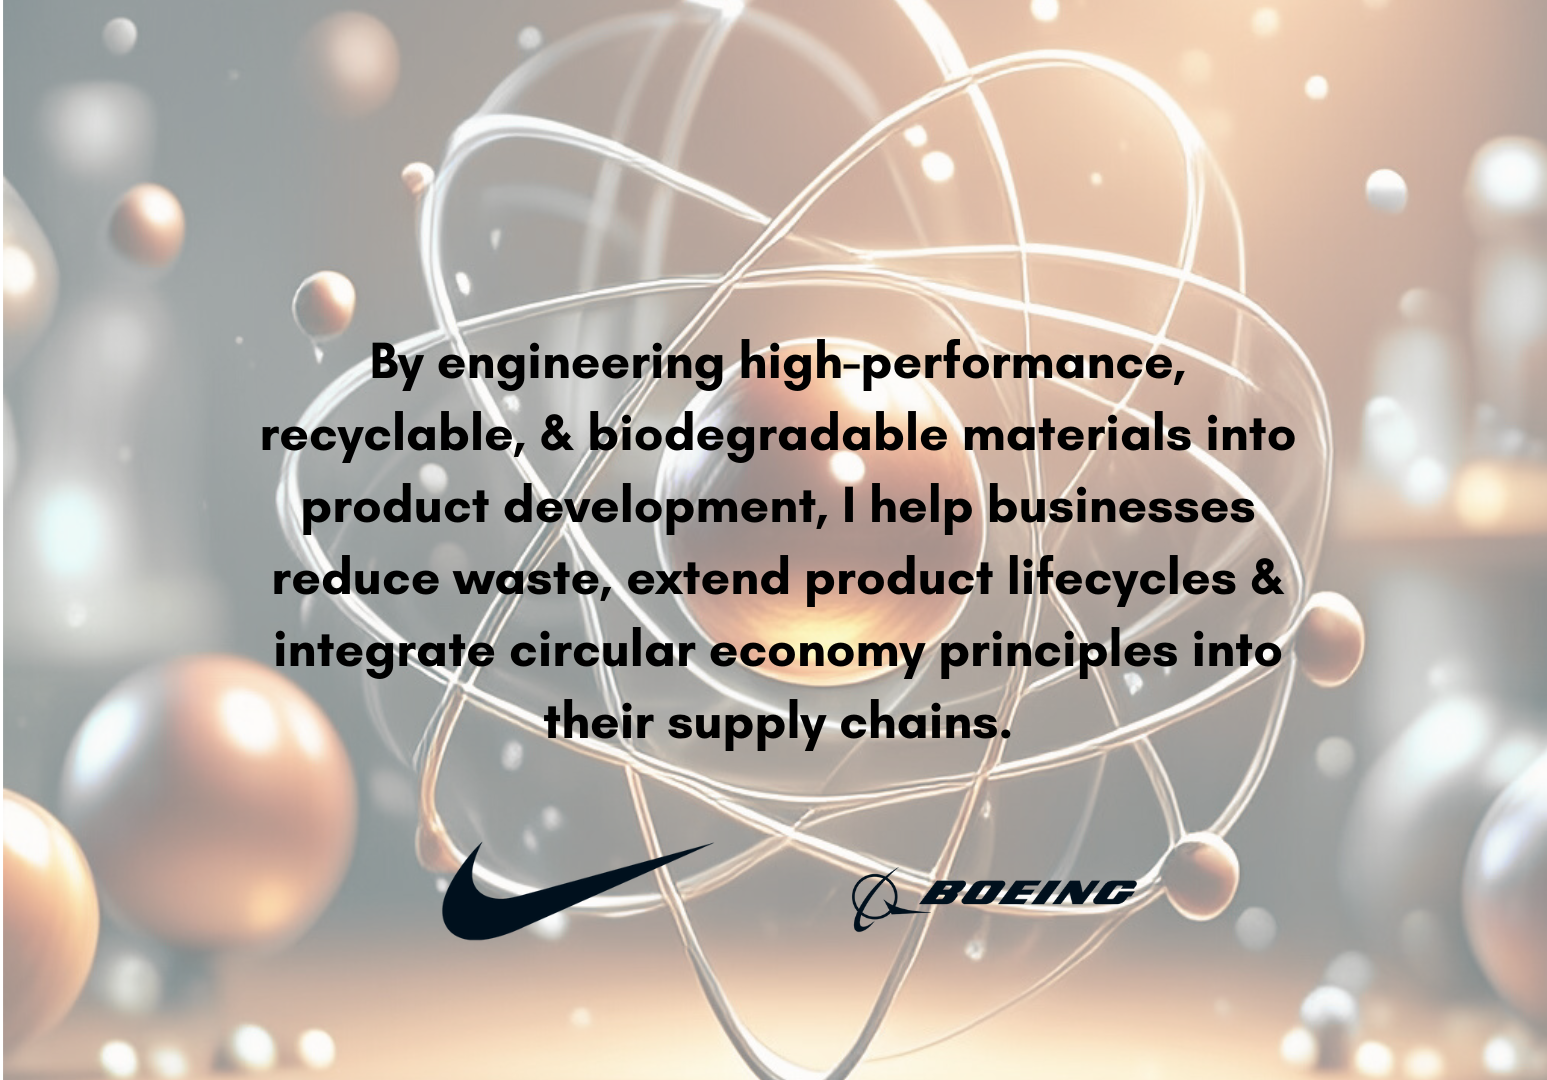 By engineering high-performance,
recyclable, & biodegradable materials into
product development, I help businesses
reduce waste, extend product lifecycles &
integrate circular economy principles into
their supply chains.
BOEING